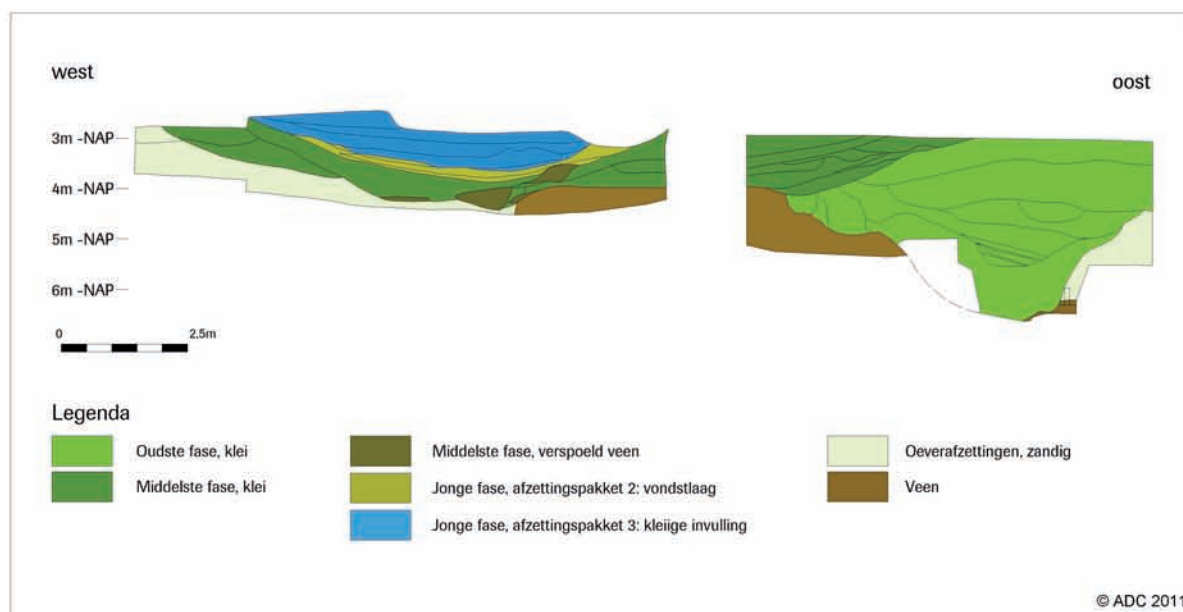 west
oost
3m -NAP
4m -NAP
5m -NAP
6m -NAP
0
2.5m
Legenda
Oudste fase, klei
Middelste fase, klei
Middelste fase, verspoeld veen
Jonge fase, afzettingspakket 2: vondstlaag
Jonge fase, afzettingspakket 3: kleiige invulling
Oeverafzettingen, zandig
Veen
© ADC 2011